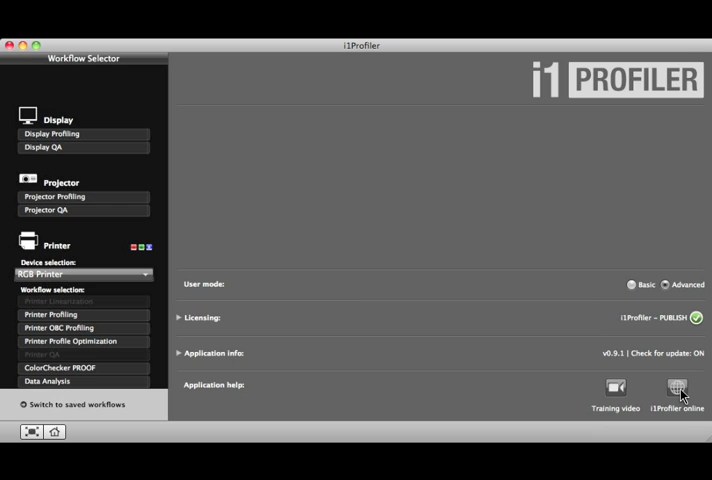 i1Profiler
Workflow Selector
i1 PROFILER
Display
Display Profiling
Display QA
Projector
Projector Profiling
Projector QA
Printer
Device selection:
RGB Printer
Workflow selection:
Printer Linearization
Printer Profiling
Printer OBC Profiling
Printer Profile Optimization
Printer QA
ColorChecker PROOF
Data Analysis
Switch to saved workflows
User mode:
Basic
Advanced
Licensing:
i1Profiler – PUBLISH
Application info:
v0.9.1 | Check for update: ON
Application help:
Training video
i1Profiler online